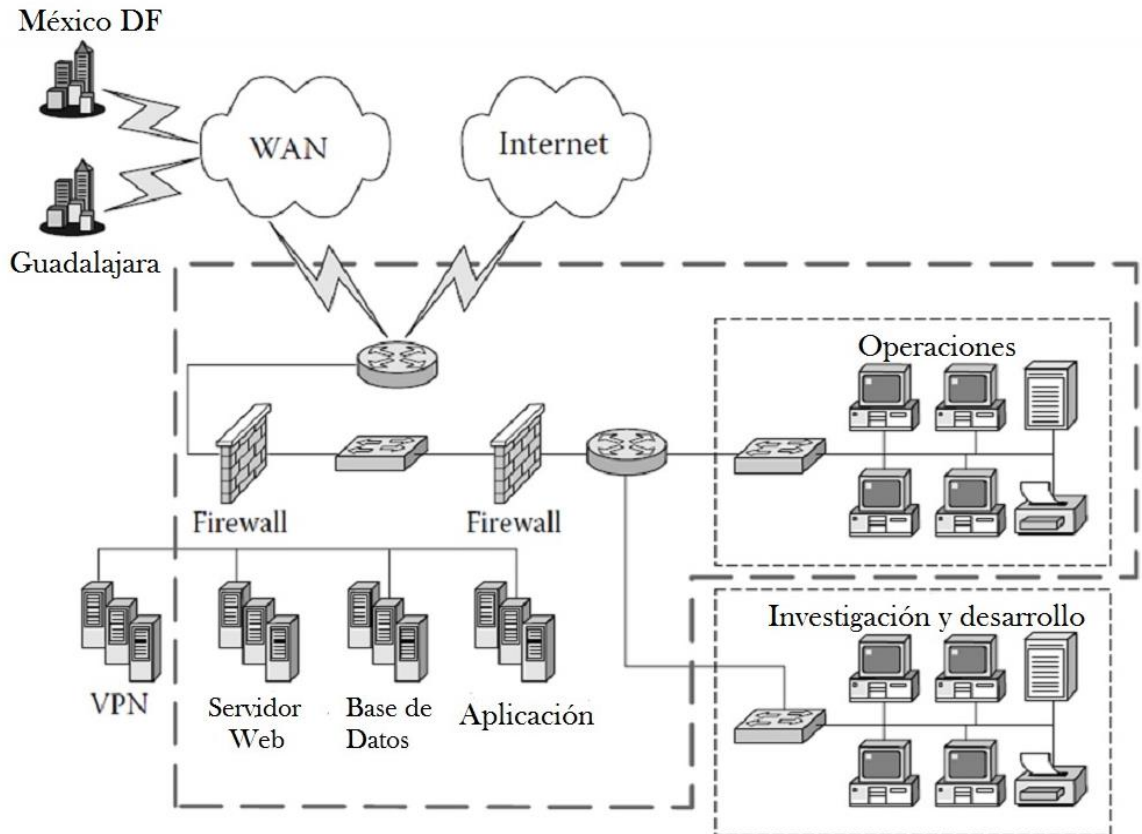 México DF
WAN
Internet
Guadalajara
Operaciones
Firewall
Firewall
Investigación y desarrollo
VPN
Servidor
Web
Base de
Datos
Aplicación